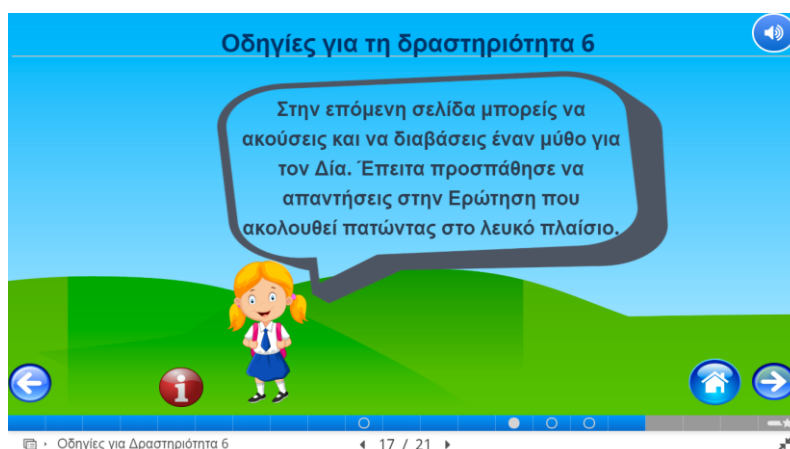 Οδηγίες για τη δραστηριότητα 6
Στην επόμενη σελίδα μπορείς να
ακούσεις και να διαβάσεις έναν μύθο για
τον Δία. Έπειτα προσπάθησε να
απαντήσεις στην Ερώτηση που
ακολουθεί πατώντας στο λευκό πλαίσιο.
i
Οδηγίες για Δραστηριότητα 6
17 / 21